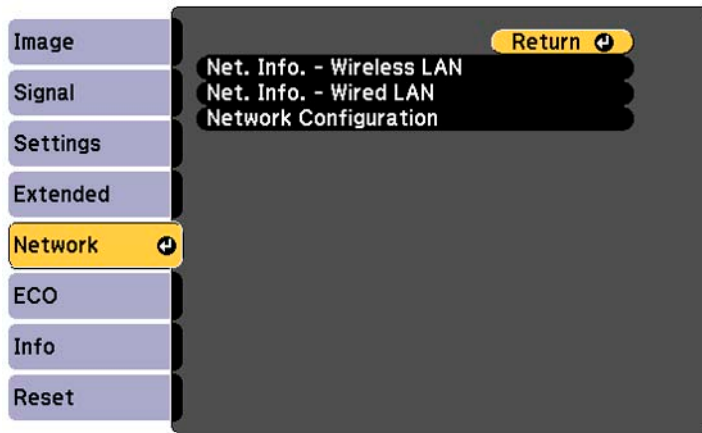 Image
Signal
Settings
Extended
Network
ECO
Info
Reset
Return
Net. Info. - Wireless LAN
Net. Info. - Wired LAN
Network Configuration